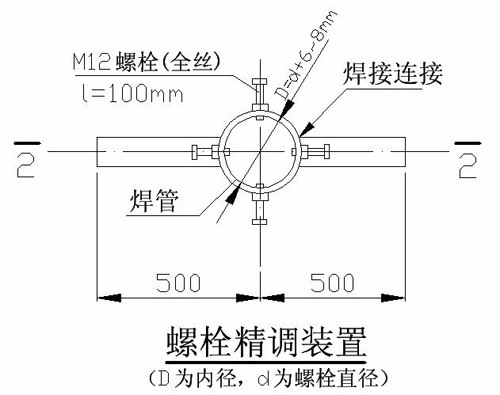 M12螺栓(全丝)
l=100mm
D=d+6~8mm
焊接连接
2
2
焊管
500
500
螺栓精调装置
(D为内径，d为螺栓直径)